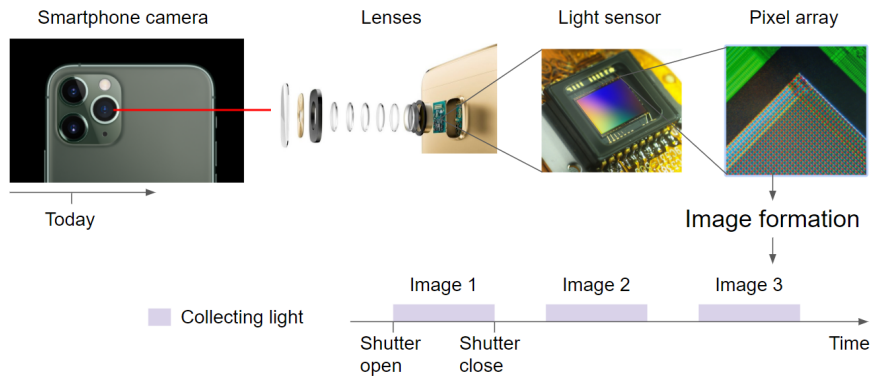 Smartphone camera
Lenses
Light sensor
Pixel array
Today
Image formation
Image 1
Image 2
Image 3
Collecting light
Shutter
open
Shutter
close
Time